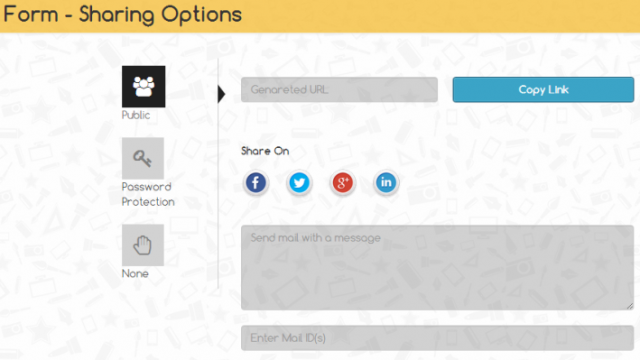 Form - Sharing Options
Genareted URL
Copy Link
Public
Share On
Password
Protection
f
g+
in
Send mail with a message
None
Enter Mail ID(s)